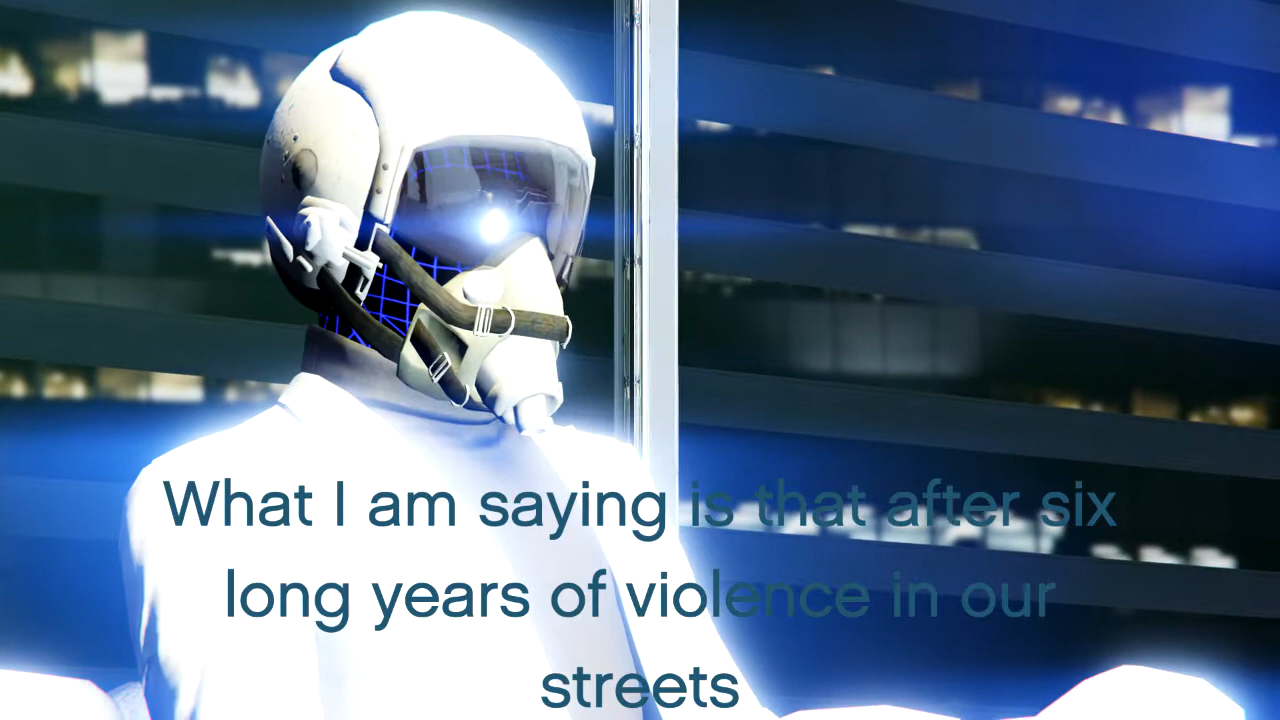 What I am saying is that after six
long years of violence in our
streets